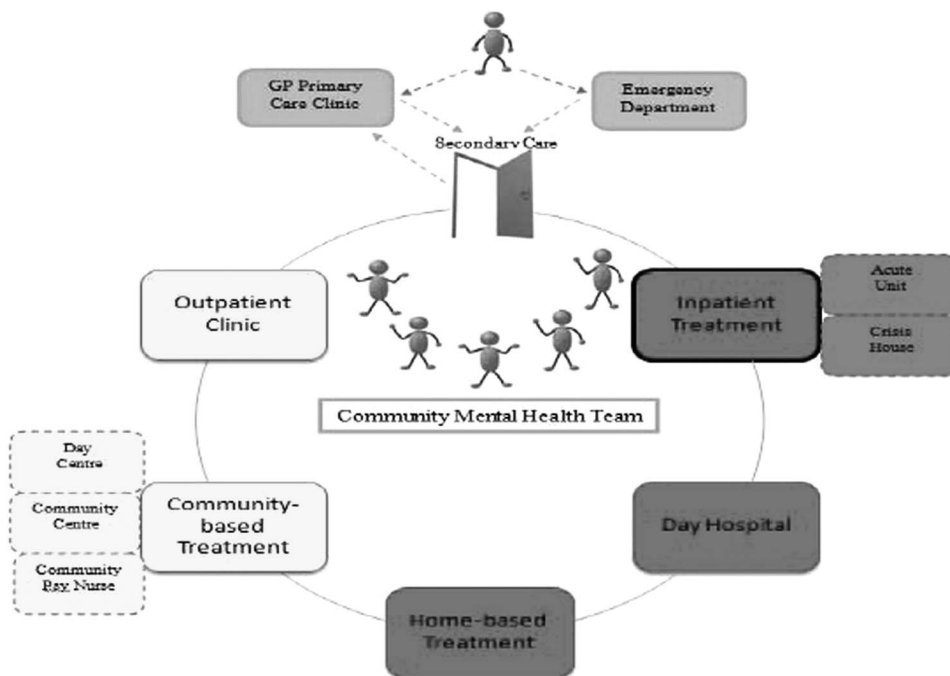 GP Primary
Care Clinic
Emergency
Department
Secondary Care
Outpatient
Clinic
Inpatient
Treatment
Acute
Unit
Crisis
House
Community Mental Health Team
Day
Centre
Community
Centre
Community
Psy Nurse
Community-
based
Treatment
Day Hospital
Home-based
Treatment